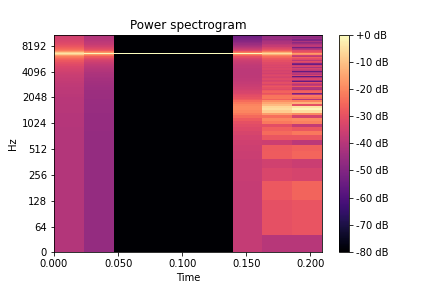 Power spectrogram
8192
4096
2048
1024
512
256
128
64
0
Hz
0.000 0.050 0.100 0.150 0.200
Time
+0 dB
-10 dB
-20 dB
-30 dB
-40 dB
-50 dB
-60 dB
-70 dB
-80 dB